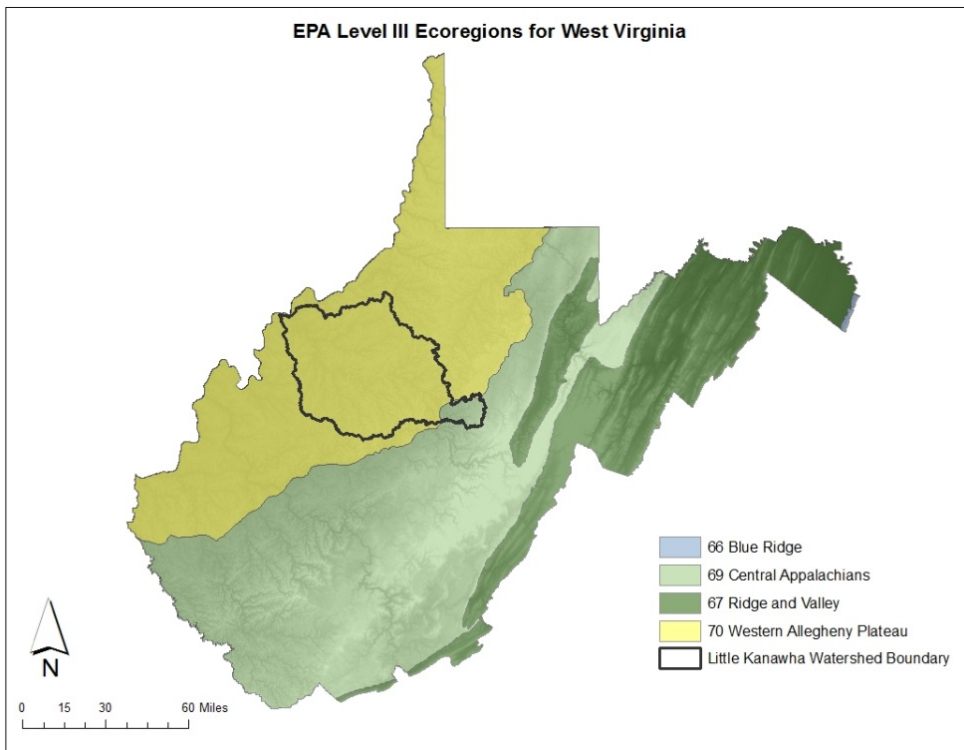 EPA Level III Ecoregions for West Virginia
66 Blue Ridge
69 Central Appalachians
67 Ridge and Valley
70 Western Allegheny Plateau
Little Kanawha Watershed Boundary
N
0 15 30 60 Miles